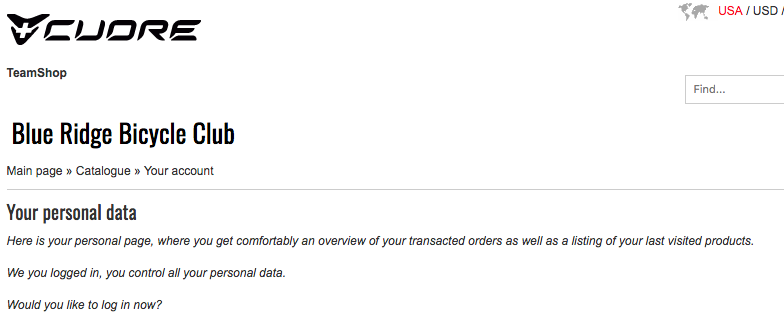 CUORE
USA / USD /
TeamShop
Find...
Blue Ridge Bicycle Club
Main page » Catalogue » Your account
Your personal data
Here is your personal page, where you get comfortably an overview of your transacted orders as well as a listing of your last visited products.
We you logged in, you control all your personal data.
Would you like to log in now?